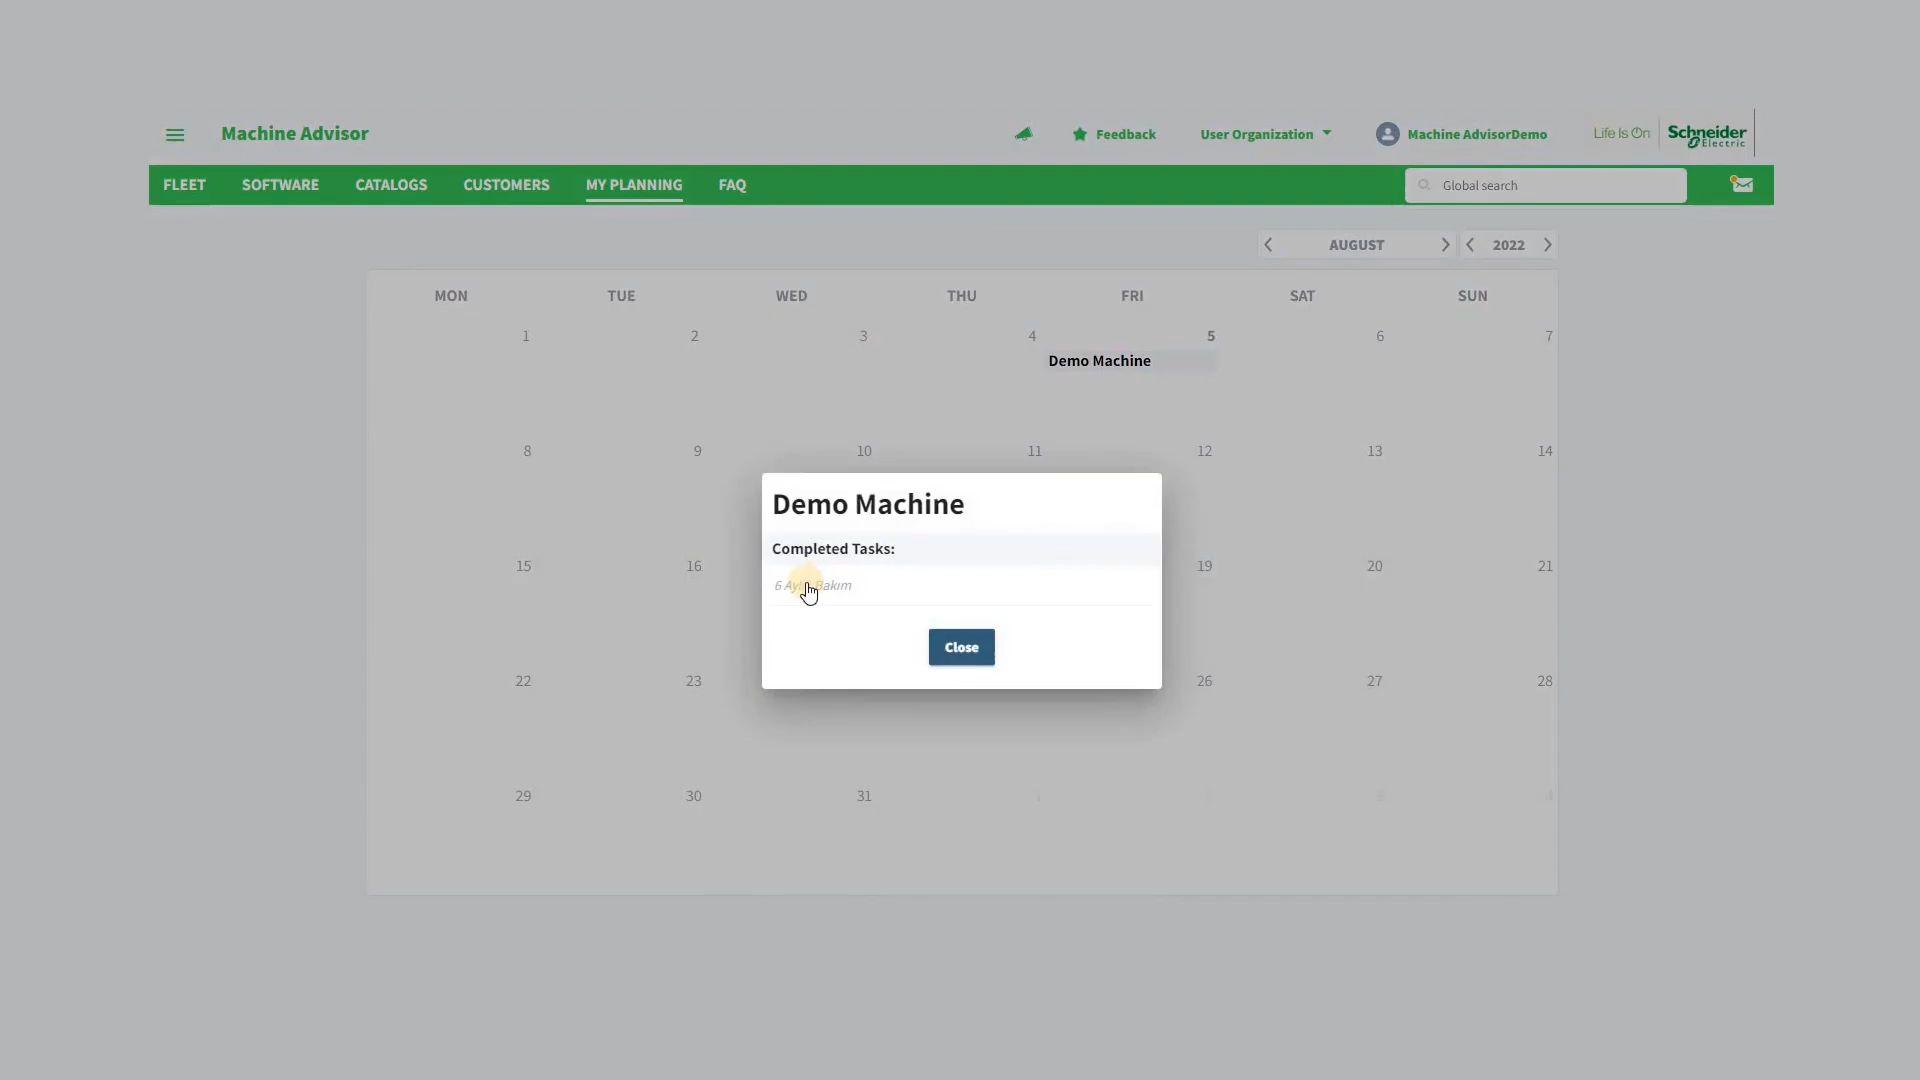 Machine Advisor
Feedback
User Organization
Machine AdvisorDemo
Life Is On
Schneider
Electric
FLEET
SOFTWARE
CATALOGS
CUSTOMERS
MY PLANNING
FAQ
Global search
AUGUST
2022
MON TUE WED THU FRI SAT SUN
1 2 3 4 5 6 7
Demo Machine
8 9 10 11 12 13 14
Demo Machine
Completed Tasks:
15 16 19 20 21
6 Bakım
Close
22 23 26 27 28
29 30 31